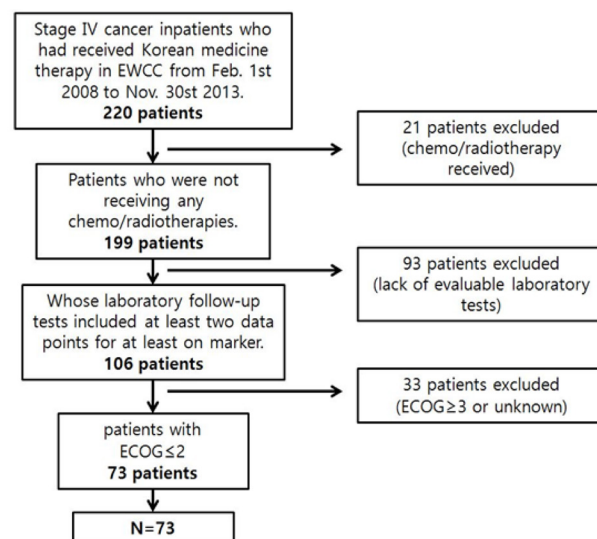 Stage IV cancer inpatients who
had received Korean medicine
therapy in EWCC from Feb. 1st
2008 to Nov. 30st 2013.
220 patients
21 patients excluded
(chemo/radiotherapy
received)
Patients who were not
receiving any
chemo/radiotherapies.
199 patients
93 patients excluded
(lack of evaluable laboratory
tests)
Whose laboratory follow-up
tests included at least two data
points for at least on marker.
106 patients
33 patients excluded
(ECOG≥3 or unknown)
patients with
ECOG≤2
73 patients
N=73